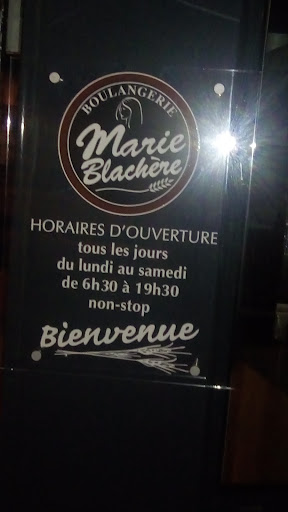 BOULANGERIE
Marie
Blachère
HORAIRES D'OUVERTURE
tous les jours
du lundi au samedi
de 6h30 à 19h30
non-stop
Bienvenue